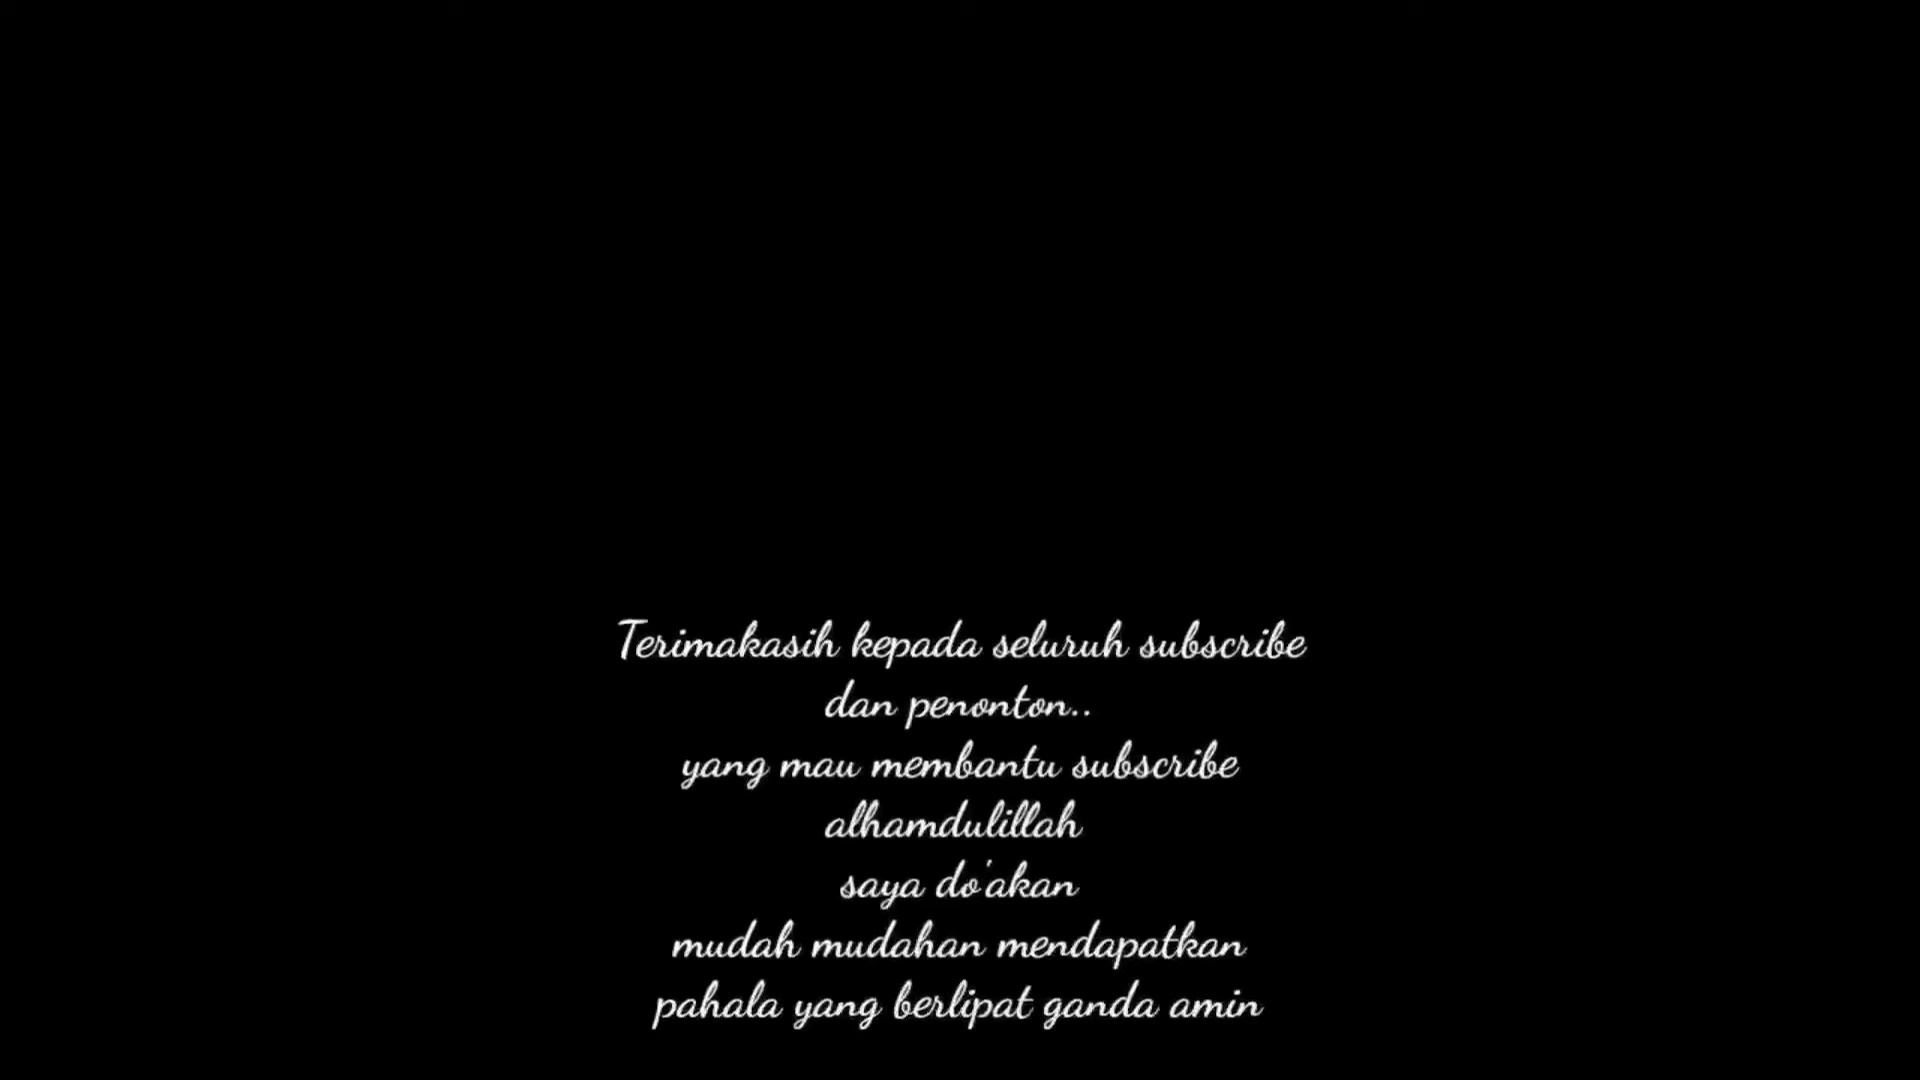 Terimakasih kepada seluruh subscribe
dan penonton..
yang mau membantu subscribe
alhamdulillah
saya do'akan
mudah mudahan mendapatkan
pahala yang berlipat ganda amin